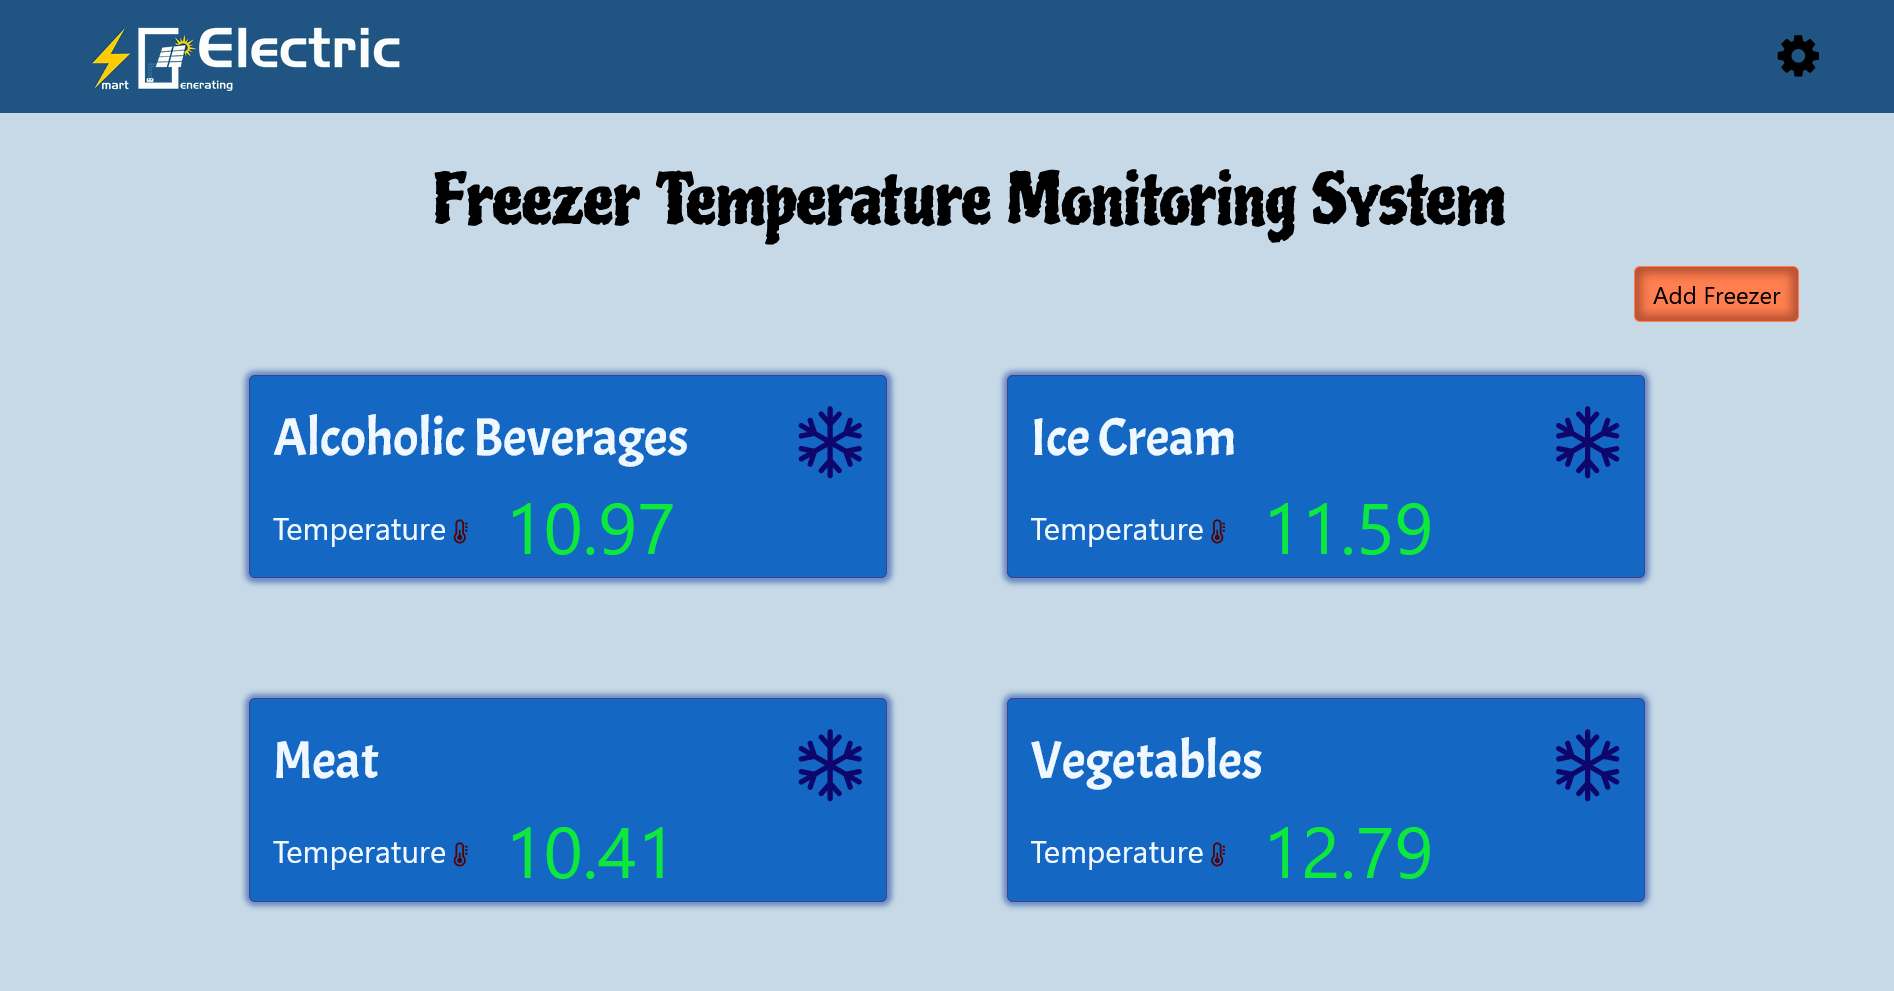 Electric
mart
enerating
Freezer Temperature Monitoring System
Add Freezer
Alcoholic Beverages
Temperature 10.97
Ice Cream
Temperature 11.59
Meat
Temperature 10.41
Vegetables
Temperature 12.79